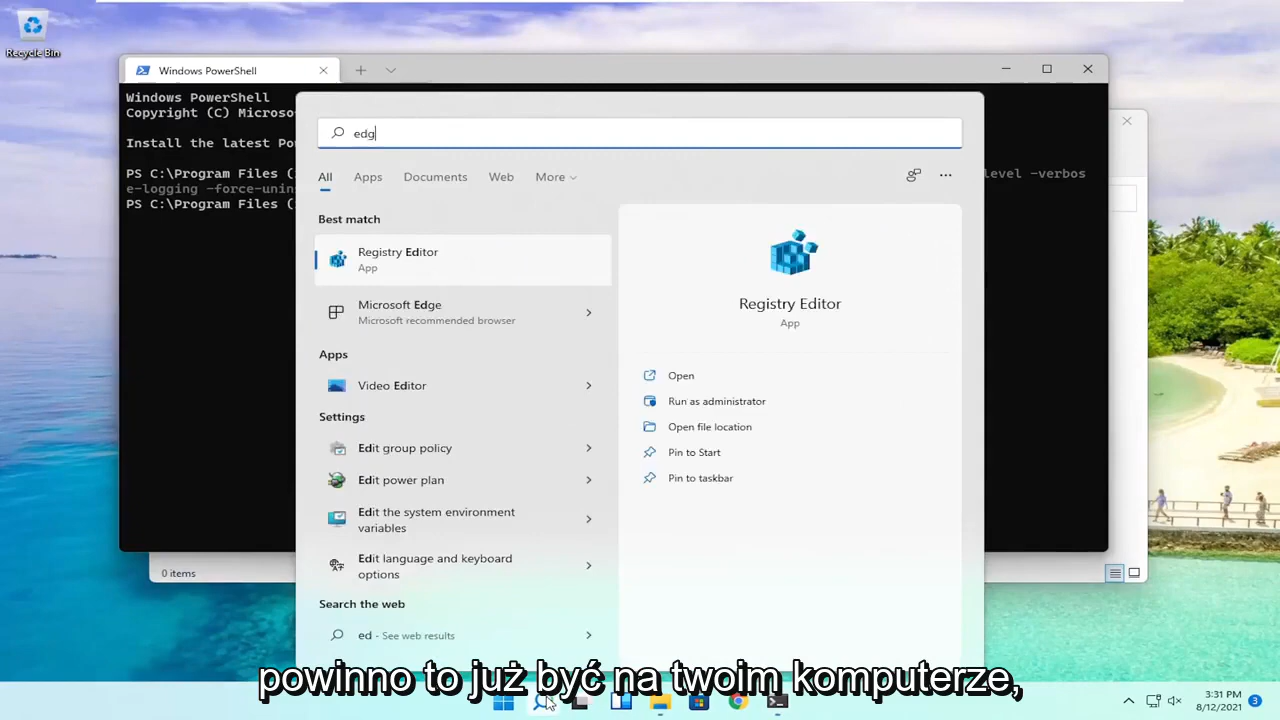 Recycle Bin
Windows PowerShell
Windows PowerShell
Copyright (C) Microso
Install the latest Po
PS C:\Program Files (
level -verbos
e-logging -force-unin
PS C:\Program Files (
edg
All Apps Documents Web More
Best match
Registry Editor
App
Microsoft Edge
Microsoft recommended browser
Apps
Video Editor
Settings
Edit group policy
Edit power plan
Edit the system environment
variables
Edit language and keyboard
options
Search the web
ed - See web results
Registry Editor
App
Open
Run as administrator
Open file location
Pin to Start
Pin to taskbar
0 items
powinno to już być na twoim komputerze,
3:31 PM
8/12/2021
3